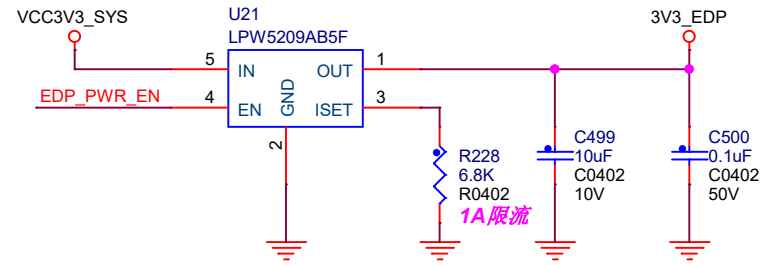 VCC3V3_SYS
U21
LPW5209AB5F
3V3_EDP
5
IN
OUT
1
EDP_PWR_EN
4
EN
GND
ISET
3
2
R228
6.8K
R0402
1A限流
C499
10uF
C0402
10V
C500
0.1uF
C0402
50V